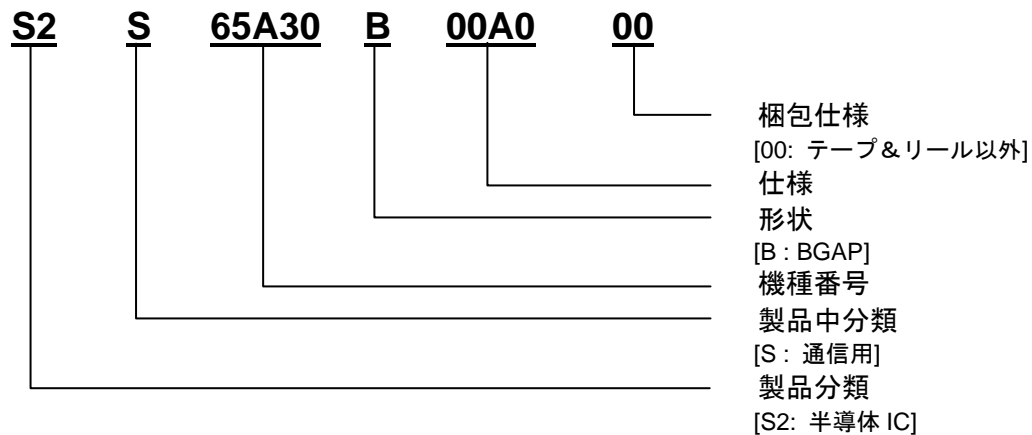 S2 S 65A30 B 00A0 00
梱包仕様
[00: テープ&リール以外]
仕様
形状
[B : BGAP]
機種番号
製品中分類
[S : 通信用]
製品分類
[S2: 半導体 IC]